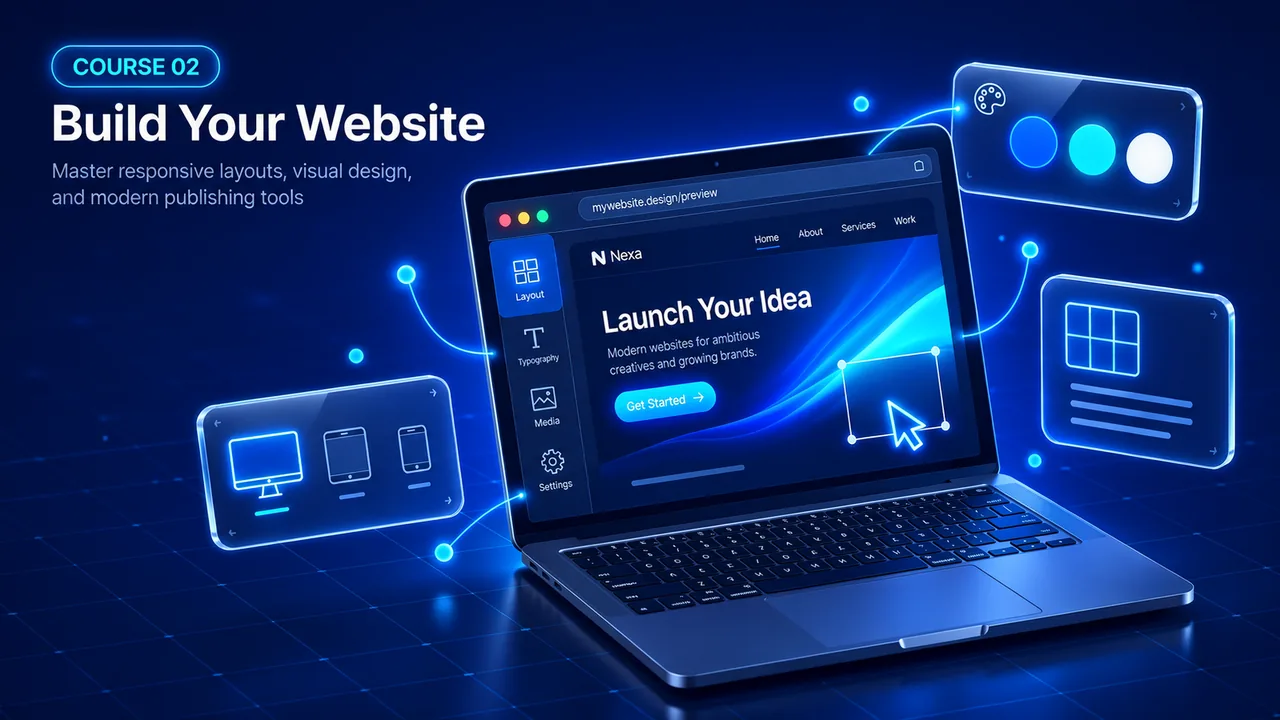 COURSE 02
Build Your Website
Master responsive layouts, visual design,
and modern publishing tools
mywebsite.design/preview
Nexa
Home About Services Work
Layout
Typography
Media
Settings
Launch Your Idea
Modern websites for ambitious
creatives and growing brands.
Get Started →